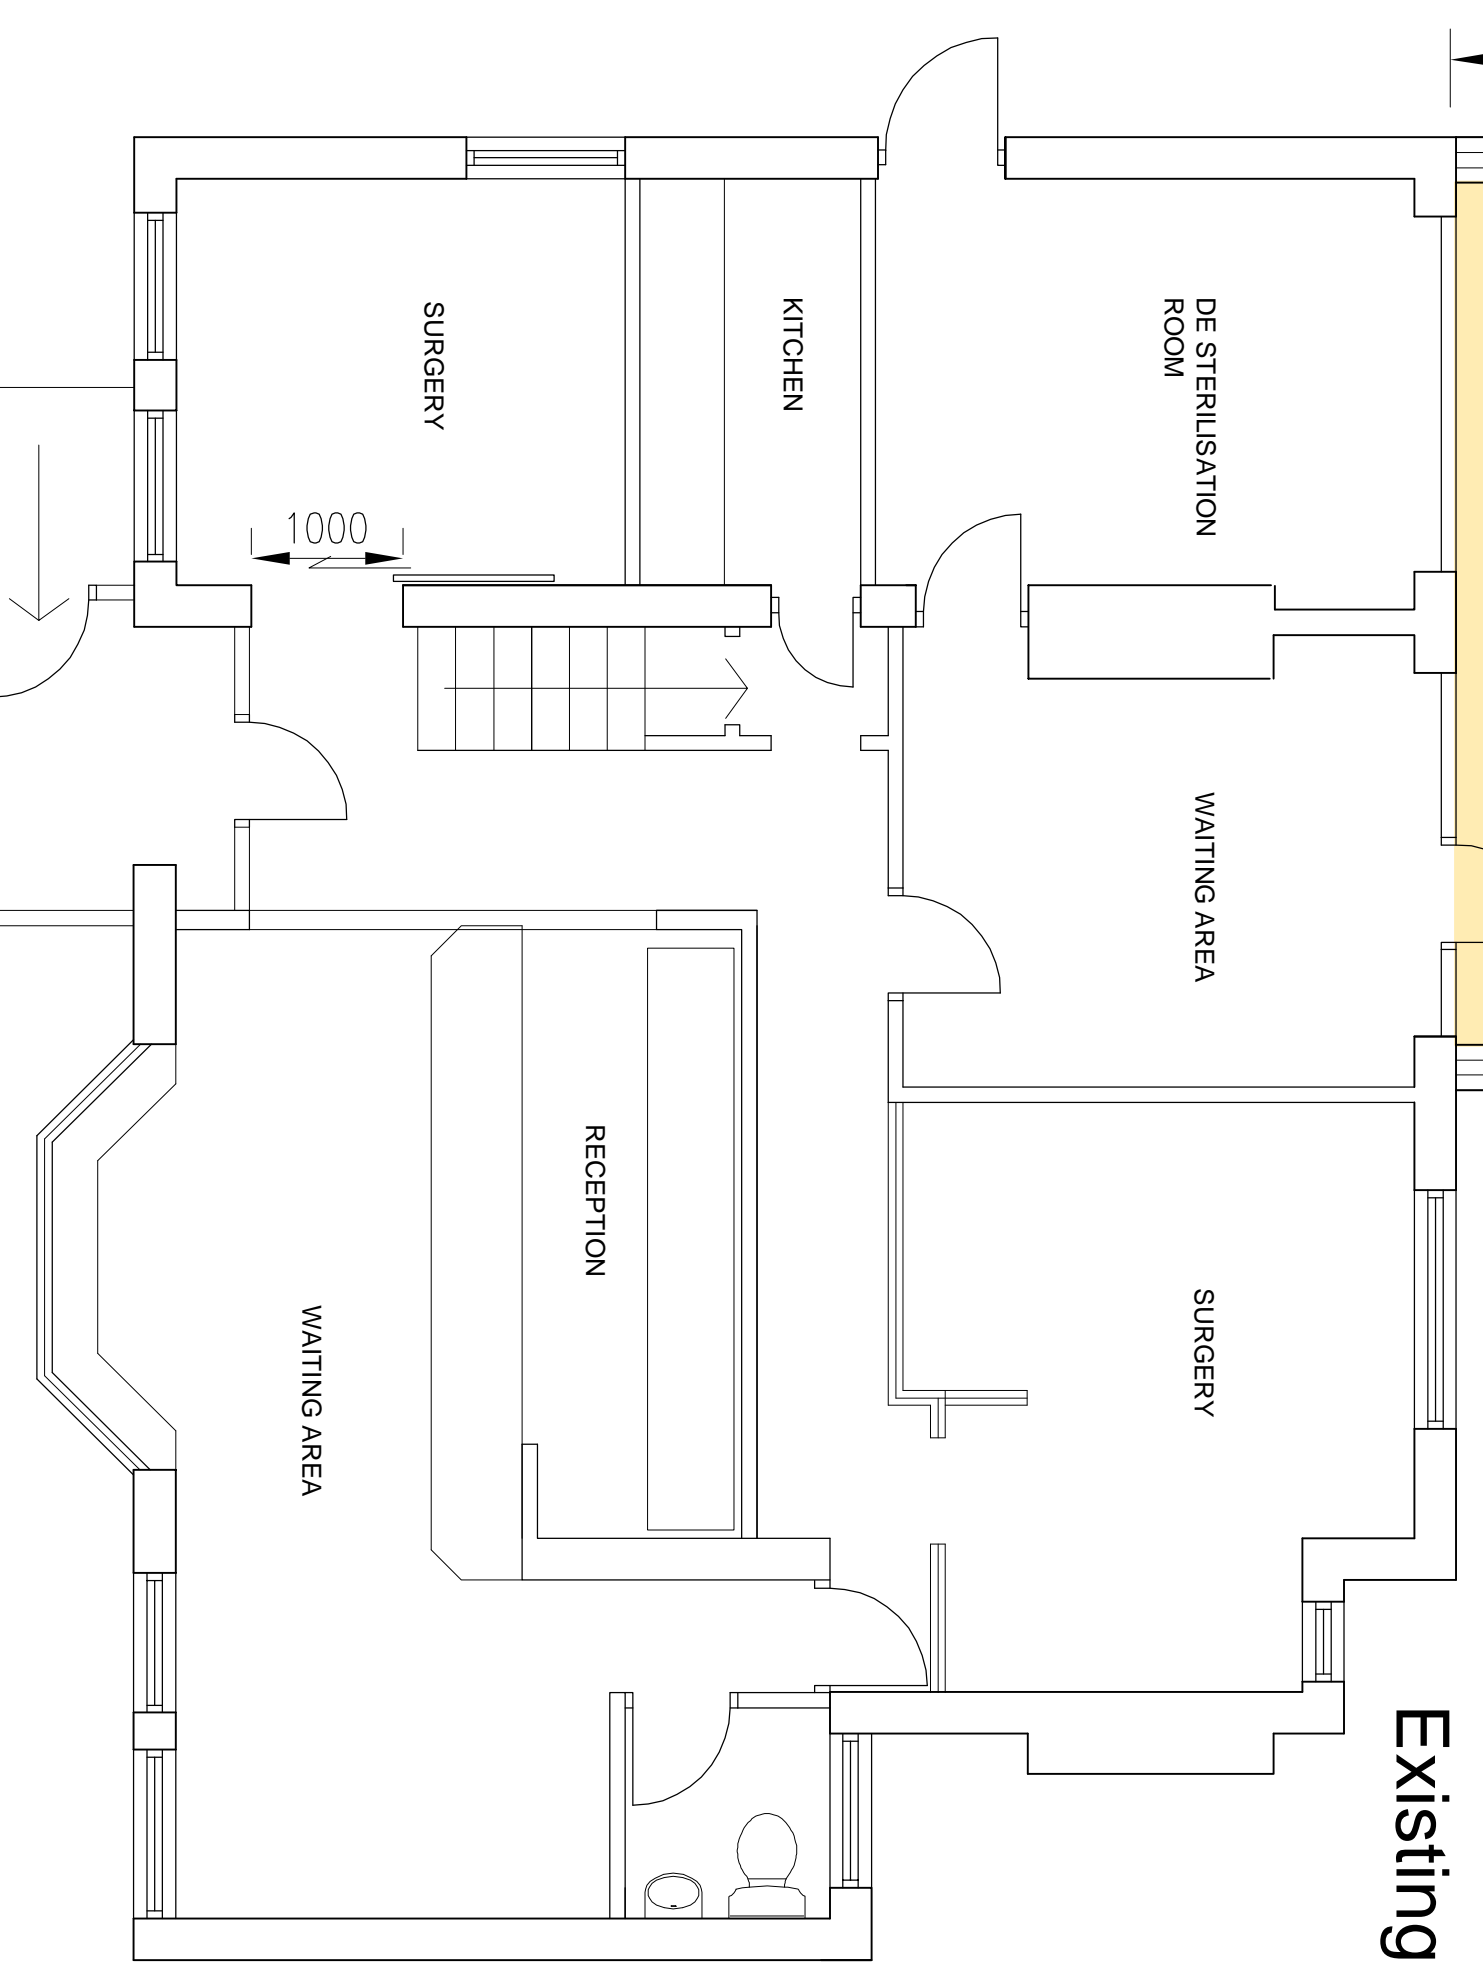 Existing
DE STERILISATION
ROOM
WAITING AREA
SURGERY
KITCHEN
RECEPTION
SURGERY
1000
WAITING AREA